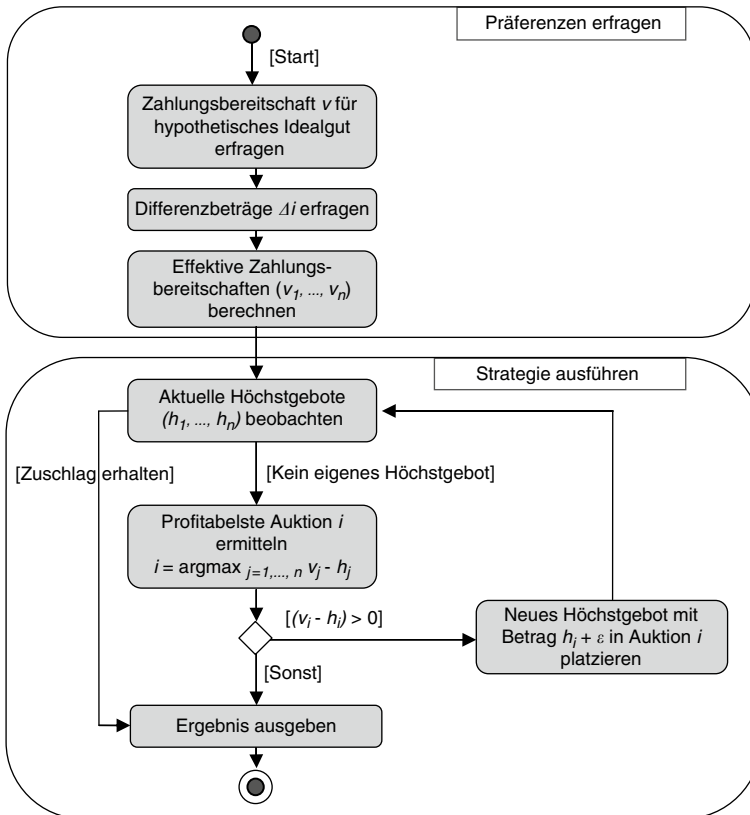 Präferenzen erfragen
[Start]
Zahlungsbereitschaft v für
hypothetisches Idealgut
erfragen
Differenzbeträge Δi erfragen
Effektive Zahlungs-
bereitschaften (v1, ..., vn)
berechnen
Strategie ausführen
Aktuelle Höchstgebote
(h1, ..., hn) beobachten
[Zuschlag erhalten]
[Kein eigenes Höchstgebot]
Profitabelste Auktion i
ermitteln
i = argmax j=1,..., n vj - hj
[(vi - hi) > 0]
Neues Höchstgebot mit
Betrag hi + ε in Auktion i
platzieren
[Sonst]
Ergebnis ausgeben